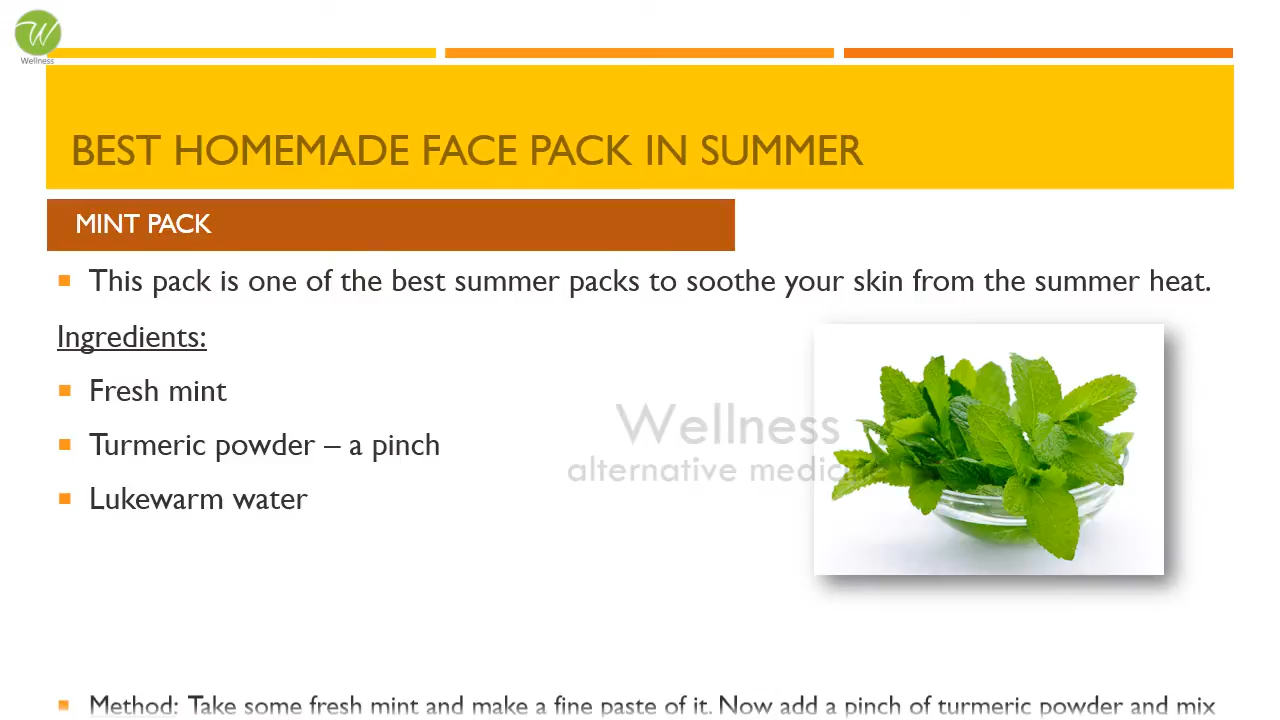 Wellness
BEST HOMEMADE FACE PACK IN SUMMER
MINT PACK
This pack is one of the best summer packs to soothe your skin from the summer heat.
Ingredients:
Fresh mint
Turmeric powder – a pinch
Lukewarm water
Wellness
alternative medicine
Method: Take some fresh mint and make a fine paste of it. Now add a pinch of turmeric powder and mix